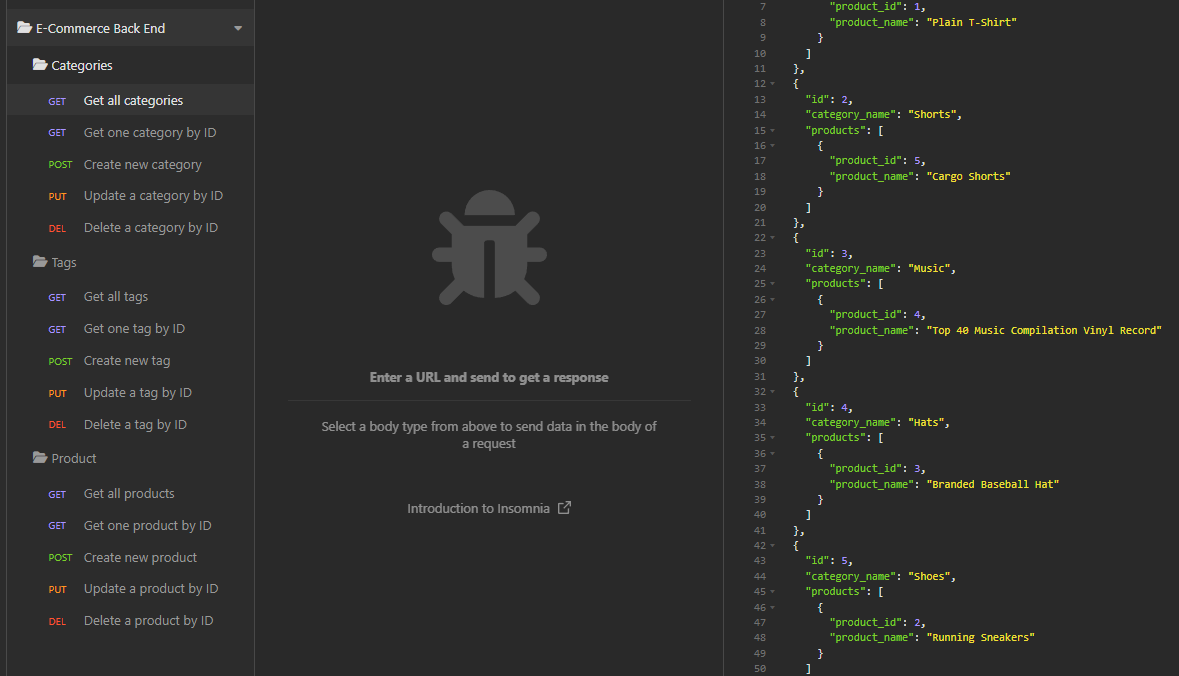 E-Commerce Back End
Categories
GET Get all categories
GET Get one category by ID
POST Create new category
PUT Update a category by ID
DEL Delete a category by ID
Tags
GET Get all tags
GET Get one tag by ID
POST Create new tag
PUT Update a tag by ID
DEL Delete a tag by ID
Product
GET Get all products
GET Get one product by ID
POST Create new product
PUT Update a product by ID
DEL Delete a product by ID
Enter a URL and send to get a response
Select a body type from above to send data in the body of
a request
Introduction to Insomnia
7 "product_id": 1,
8 "product_name": "Plain T-Shirt"
9 }
10 ]
11 },
12 {
13 "id": 2,
14 "category_name": "Shorts",
15 "products": [
16 {
17 "product_id": 5,
18 "product_name": "Cargo Shorts"
19 }
20 ]
21 },
22 {
23 "id": 3,
24 "category_name": "Music",
25 "products": [
26 {
27 "product_id": 4,
28 "product_name": "Top 40 Music Compilation Vinyl Record"
29 }
30 ]
31 },
32 {
33 "id": 4,
34 "category_name": "Hats",
35 "products": [
36 {
37 "product_id": 3,
38 "product_name": "Branded Baseball Hat"
39 }
40 ]
41 },
42 {
43 "id": 5,
44 "category_name": "Shoes",
45 "products": [
46 {
47 "product_id": 2,
48 "product_name": "Running Sneakers"
49 }
50 ]